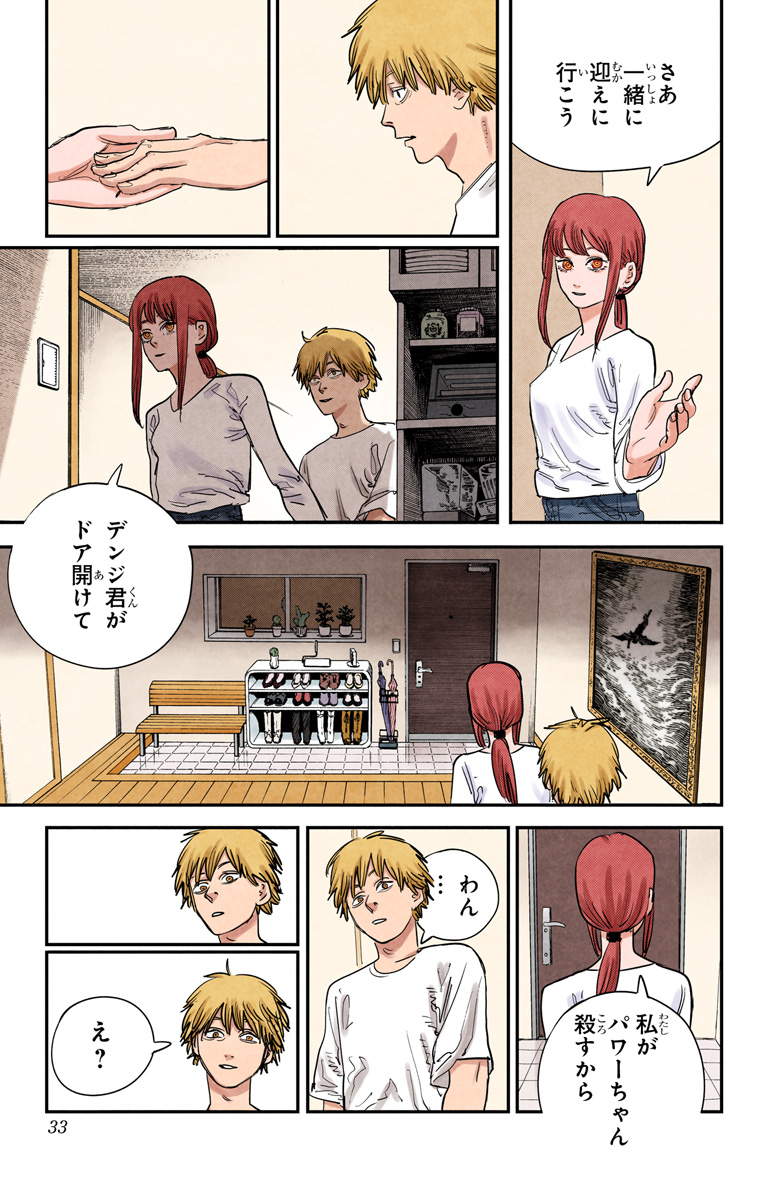 さあ
一緒に
迎えに
行こう
デンジ君が
ドア開けて
私が
パワーちゃん
殺すから
わん
…
え？
33